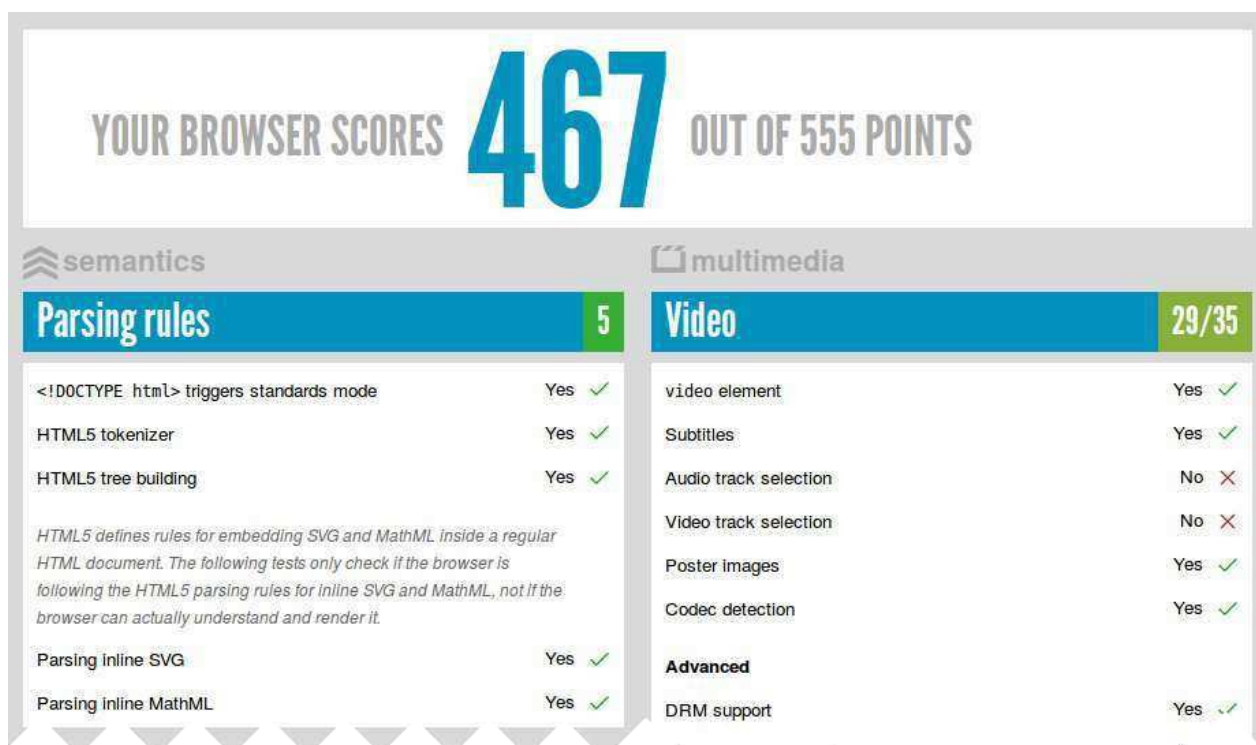 YOUR BROWSER SCORES 467 OUT OF 555 POINTS
semantics
Parsing rules 5
<!DOCTYPE html> triggers standards mode Yes
HTML5 tokenizer Yes
HTML5 tree building Yes
HTML5 defines rules for embedding SVG and MathML inside a regular
HTML document. The following tests only check if the browser is
following the HTML5 parsing rules for inline SVG and MathML, not if the
browser can actually understand and render it.
Parsing inline SVG Yes
Parsing inline MathML Yes
multimedia
Video 29/35
video element Yes
Subtitles Yes
Audio track selection No
Video track selection No
Poster images Yes
Codec detection Yes
Advanced
DRM support Yes